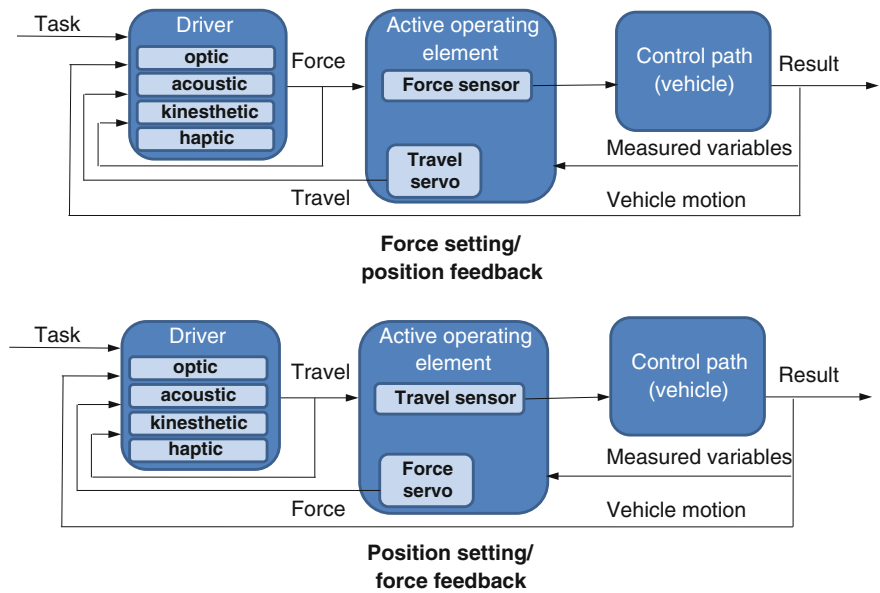 Task
Driver
optic
acoustic
kinesthetic
haptic
Force
Active operating
element
Force sensor
Travel
servo
Control path
(vehicle)
Result
Measured variables
Travel
Vehicle motion
Force setting/
position feedback
Task
Driver
optic
acoustic
kinesthetic
haptic
Travel
Active operating
element
Travel sensor
Force
servo
Control path
(vehicle)
Result
Measured variables
Force
Vehicle motion
Position setting/
force feedback